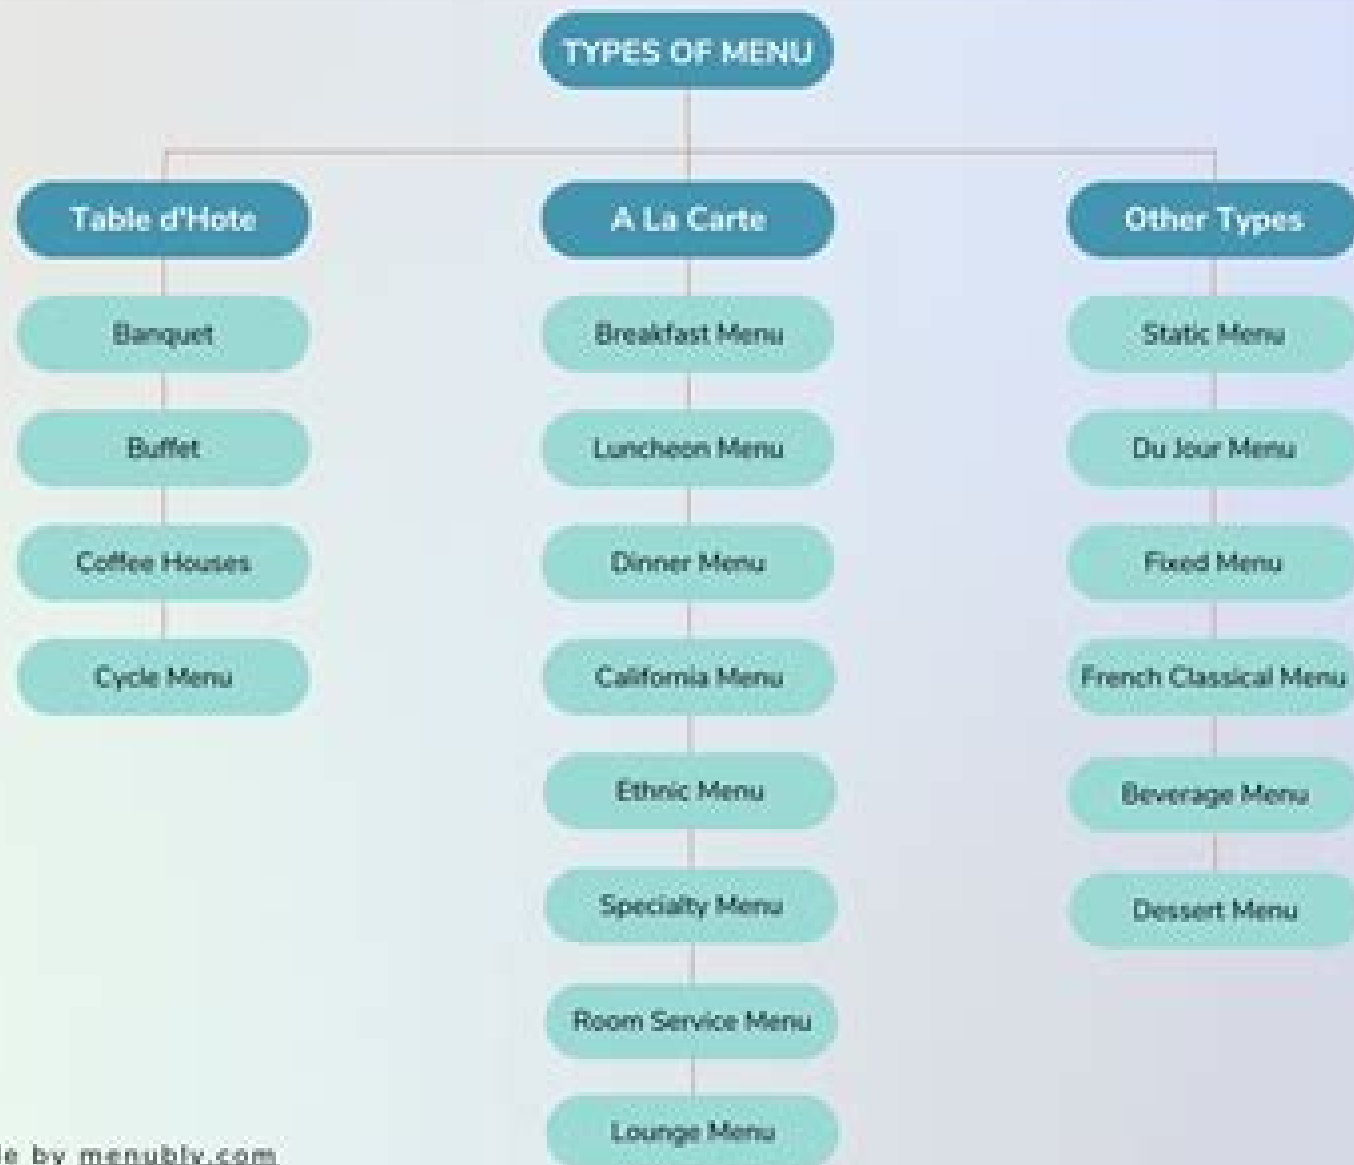 TYPES OF MENU
Table d'Hote
Banquet
Buffet
Coffee Houses
Cycle Menu
A La Carte
Breakfast Menu
Luncheon Menu
Dinner Menu
California Menu
Ethnic Menu
Specialty Menu
Room Service Menu
Lounge Menu
Other Types
Static Menu
Du Jour Menu
Fixed Menu
French Classical Menu
Beverage Menu
Dessert Menu
by menubly.com